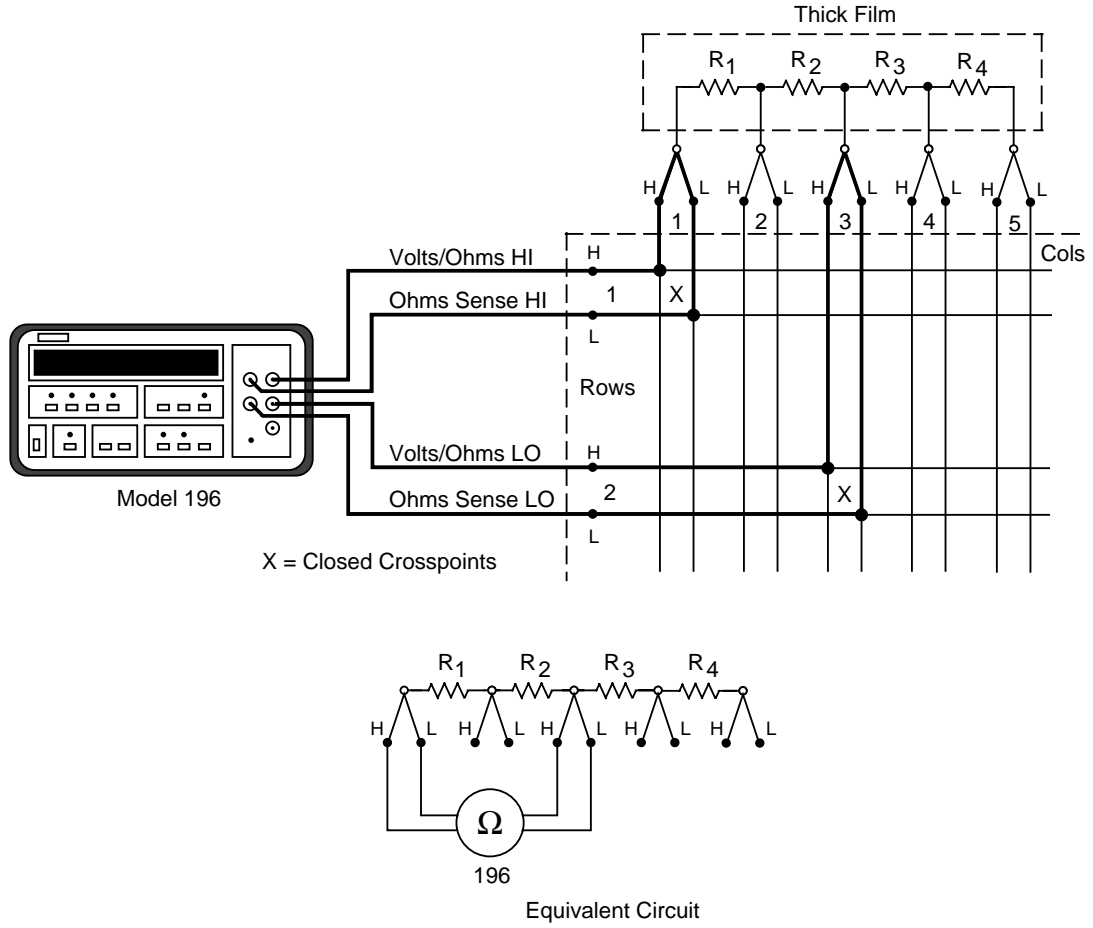 Thick Film
R1 R2 R3 R4
H L H L H L H L H L
1 2 3 4 5
Cols
Volts/Ohms HI H
1 X
Ohms Sense HI
L
Rows
Volts/Ohms LO H
2 X
Ohms Sense LO
L
Model 196
X = Closed Crosspoints
R1 R2 R3 R4
H L H L H L H L H L
Ω
196
Equivalent Circuit